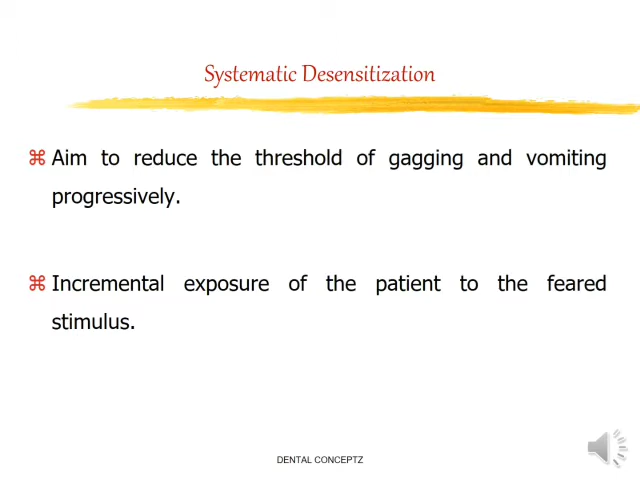 Systematic Desensitization
Aim to reduce the threshold of gagging and vomiting
progressively.
Incremental exposure of the patient to the feared
stimulus.
DENTAL CONCEPTZ